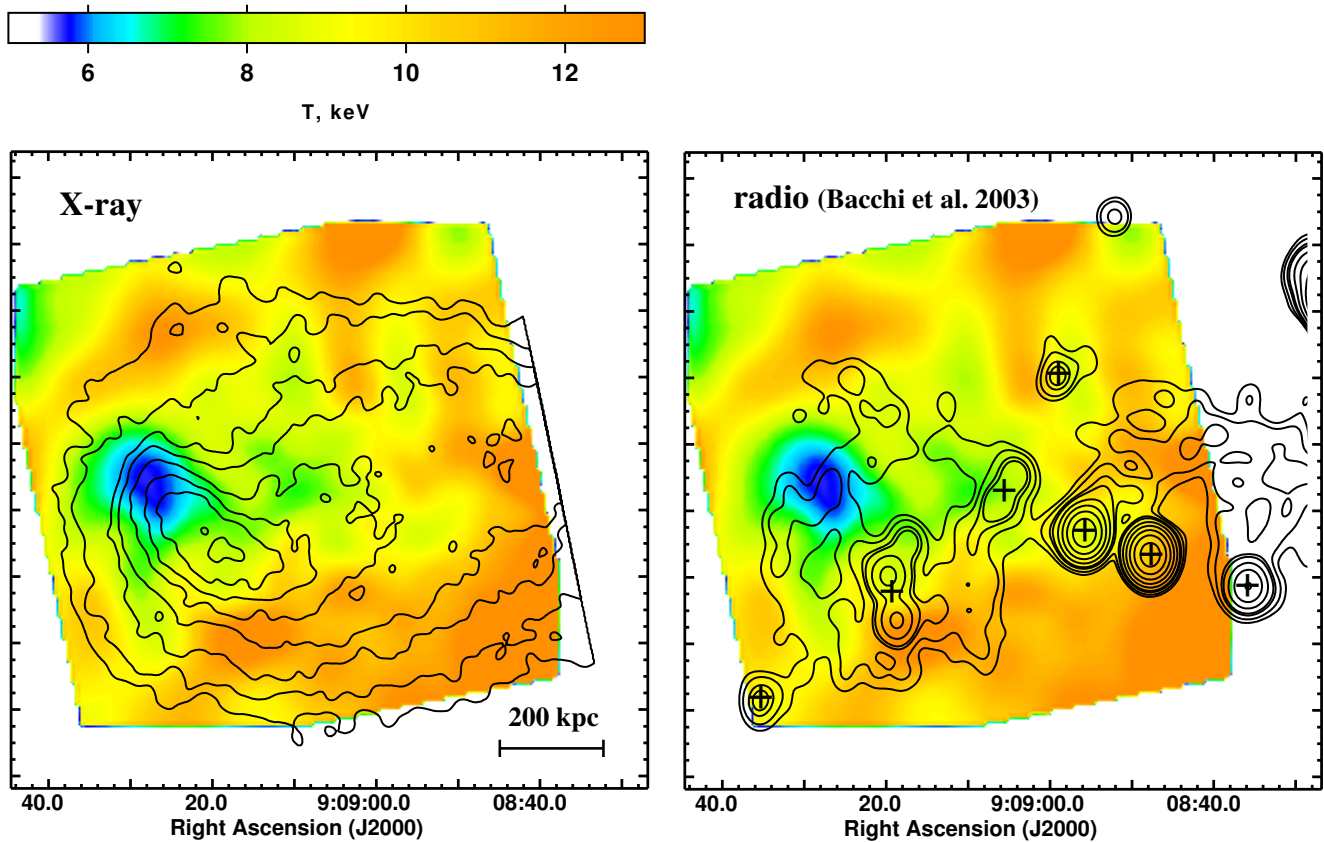 6 8 10 12
T, keV
X-ray
radio (Bacchi et al. 2003)
200 kpc
40.0 20.0 9:09:00.0 08:40.0
Right Ascension (J2000)
40.0 20.0 9:09:00.0 08:40.0
Right Ascension (J2000)